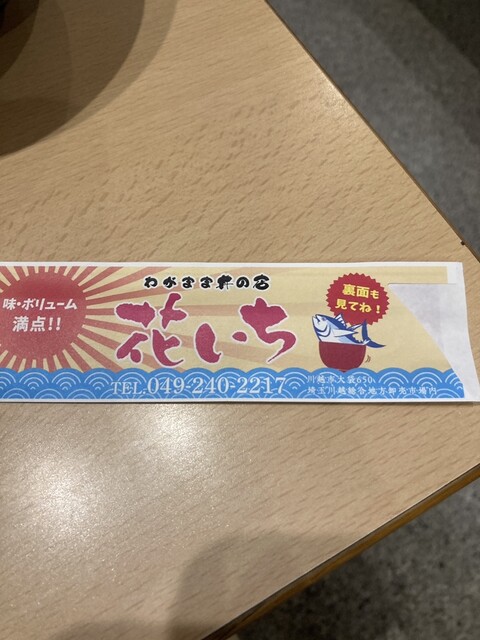 味・ボリューム
満点!!
わがまま丼の店
花いち
裏面も
見てね!
TEL.049-240-2217
川越市大袋650
埼玉川越総合地方卸売市場内